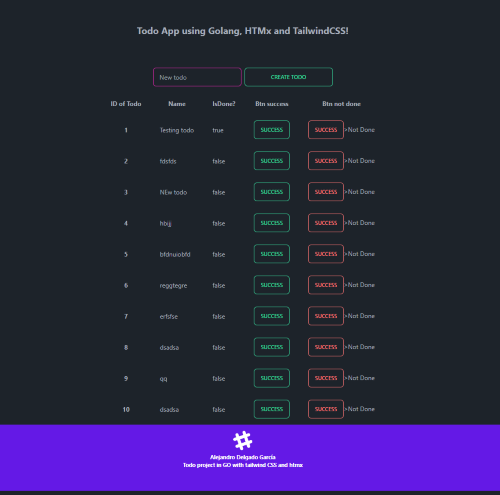 Todo App using Golang, HTMx and TailwindCSS!
New todo CREATE TODO
ID of Todo Name IsDone? Btn success Btn not done
1 Testing todo true SUCCESS SUCCESS >Not Done
2 fdsfds false SUCCESS SUCCESS >Not Done
3 NEw todo false SUCCESS SUCCESS >Not Done
4 false SUCCESS SUCCESS >Not Done
5 bfdnuiobfd false SUCCESS SUCCESS >Not Done
6 reggtegre false SUCCESS SUCCESS >Not Done
7 erfsfse false SUCCESS SUCCESS >Not Done
8 dsadsa false SUCCESS SUCCESS >Not Done
9 qq false SUCCESS SUCCESS >Not Done
10 dsadsa false SUCCESS SUCCESS >Not Done
Alejandro Delgado García
Todo project in GO with tailwind CSS and htmx